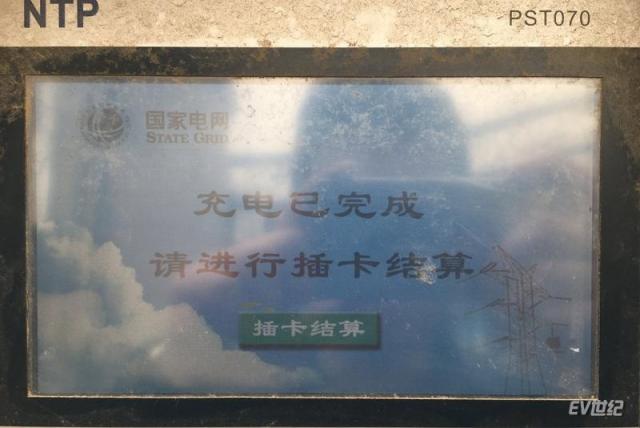 NTP
PST070
国家电网
STATE GRID
充电已完成
请进行插卡结算
插卡结算
EV世纪